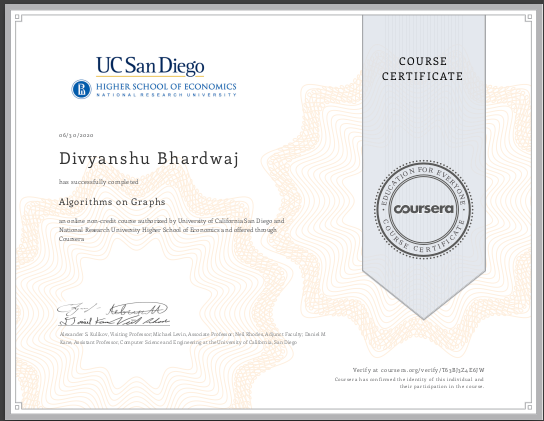 UC San Diego
HIGHER SCHOOL OF ECONOMICS
NATIONAL RESEARCH UNIVERSITY
COURSE
CERTIFICATE
06/30/2020
Divyanshu Bhardwaj
has successfully completed
Algorithms on Graphs
an online non-credit course authorized by University of California San Diego and
National Research University Higher School of Economics and offered through
Coursera
EDUCATION FOR EVERYONE
coursera
COURSE CERTIFICATE
Alexander S. Kulikov, Visiting Professor; Michael Levin, Associate Professor; Neil Rhodes, Adjunct Faculty; Daniel M
Kane, Assistant Professor; Computer Science and Engineering at the University of California, San Diego
Verify at coursera.org/verify/
Coursera has confirmed the identity of this individual and
their participation in the course.